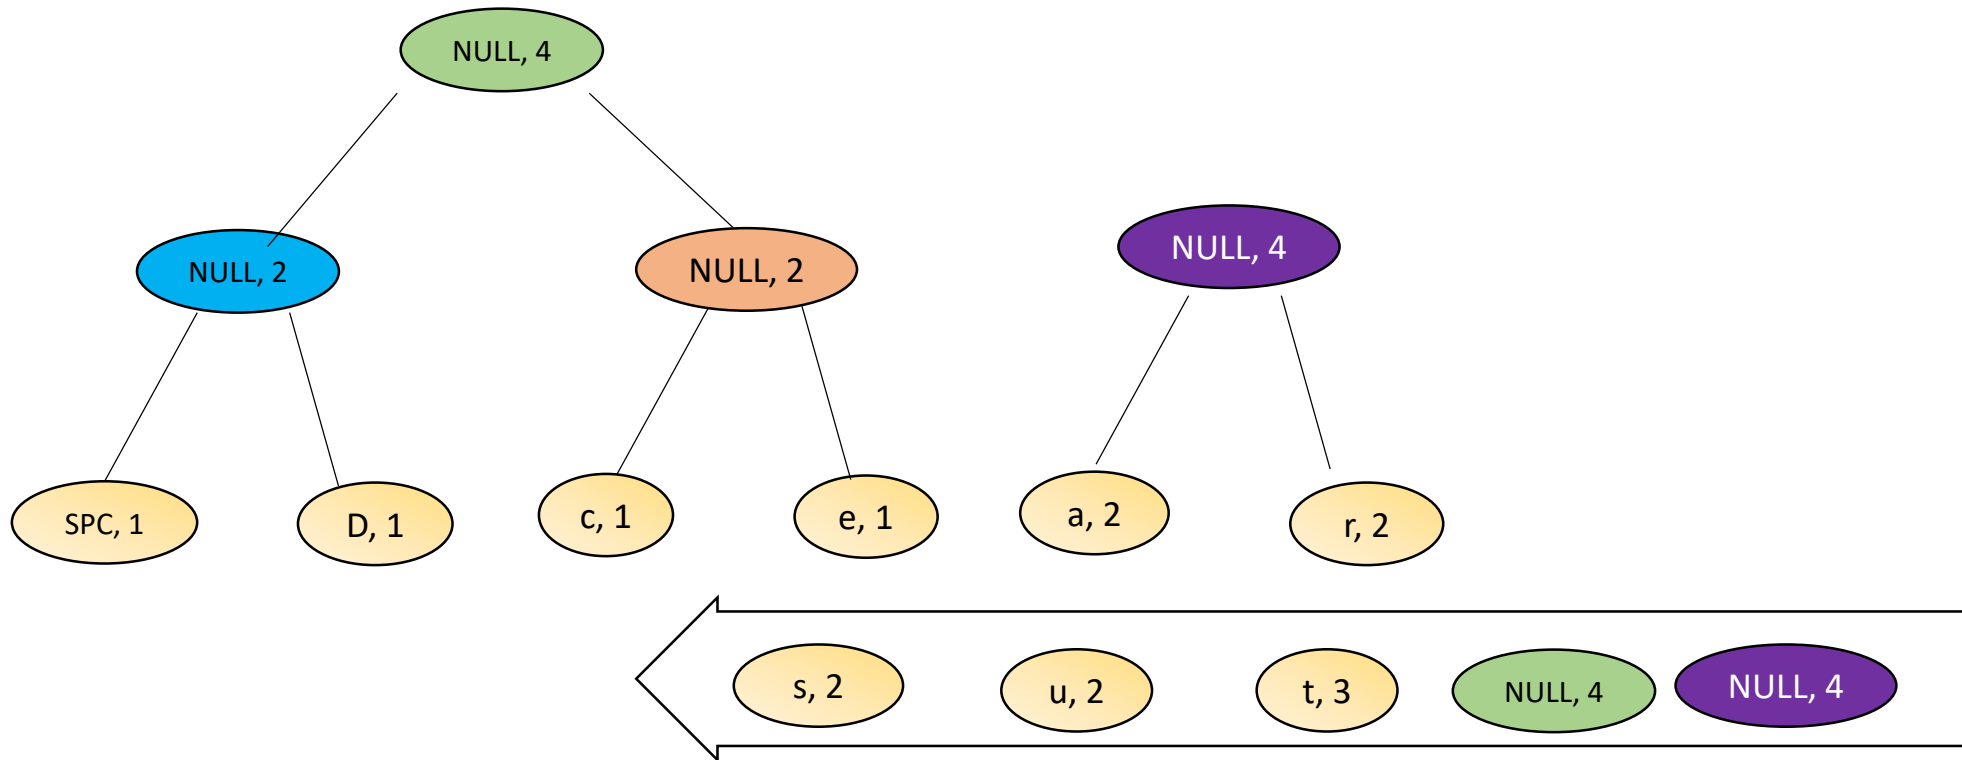 NULL, 4
NULL, 2
NULL, 2
NULL, 4
SPC, 1
D, 1
c, 1
e, 1
a, 2
r, 2
s, 2
u, 2
t, 3
NULL, 4
NULL, 4